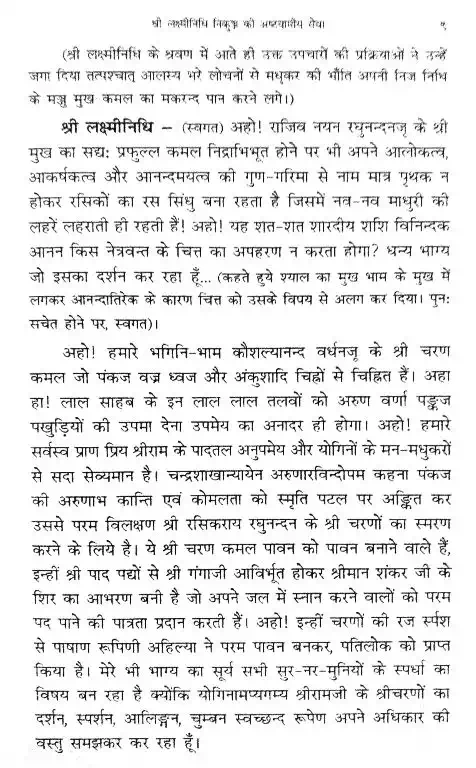 श्री लक्ष्मीनिधि निकुञ्ज की अष्टयामीय सेवा ९
(श्री लक्ष्मीनिधि के श्रवण में आते ही उक्त उपचारों की प्रक्रियाओं ने उन्हें
जगा दिया तत्पश्चात् आलस्य भरे लोचनों से मधुकर की भाँति अपनी निज निधि
के मञ्जु मुख कमल का मकरन्द पान करने लगे।)
श्री लक्ष्मीनिधि – (स्वगत) अहो! राजिव नयन रघुनन्दनजू के श्री
मुख का सद्यः प्रफुल्ल कमल निद्राभिभूत होने पर भी अपने आलोकत्व,
आकर्षकत्व और आनन्दमयत्व की गुण-गरिमा से नाम मात्र पृथक न
होकर रसिकों का रस सिंधु बना रहता है जिसमें नव-नव माधुरी की
लहरें लहराती ही रहती हैं! अहो! यह शत-शत शारदीय शशि विनिन्दक
आनन किस नेत्रवन्त के चित्त का अपहरण न करता होगा? धन्य भाग्य
जो इसका दर्शन कर रहा हूँ... (कहते हुये श्याल का मुख भाम के मुख में
लगकर आनन्दातिरेक के कारण चित्त को उसके विषय से अलग कर दिया। पुनः
सचेत होने पर, स्वगत)।
अहो! हमारे भगिनि-भाम कौशल्यानन्द वर्धनजू के श्री चरण
कमल जो पंकज वज्र ध्वज और अंकुशादि चिह्नों से चिह्नित हैं। अहा
हा! लाल साहब के इन लाल लाल तलवों को अरुण वर्णा पङ्कज
पखुड़ियों की उपमा देना उपमेय का अनादर ही होगा। अहो! हमारे
सर्वस्व प्राण प्रिय श्रीराम के पादतल अनुपमेय और योगिनों के मन-मधुकरों
से सदा सेव्यमान है। चन्द्रशाखान्यायेन अरुणारविन्दोपम कहना पंकज
की अरुणाभ कान्ति एवं कोमलता को स्मृति पटल पर अङ्कित कर
उससे परम विलक्षण श्री रसिकराय रघुनन्दन के श्री चरणों का स्मरण
करने के लिये है। ये श्री चरण कमल पावन को पावन बनाने वाले हैं,
इन्हीं श्री पाद पद्यों से श्री गंगाजी आविर्भूत होकर श्रीमान शंकर जी के
शिर का आभरण बनी है जो अपने जल में स्नान करने वालों को परम
पद पाने की पात्रता प्रदान करती हैं। अहो! इन्हीं चरणों की रज र्स्पश
से पाषाण रूपिणी अहिल्या ने परम पावन बनकर, पतिलोक को प्राप्त
किया है। मेरे भी भाग्य का सूर्य सभी सुर-नर-मुनियों के स्पर्धा का
विषय बन रहा है क्योंकि योगिनामप्यगम्य श्रीरामजी के श्रीचरणों का
दर्शन, स्पर्शन, आलिङ्गन, चुम्बन स्वच्छन्द रूपेण अपने अधिकार की
वस्तु समझकर कर रहा हूँ।